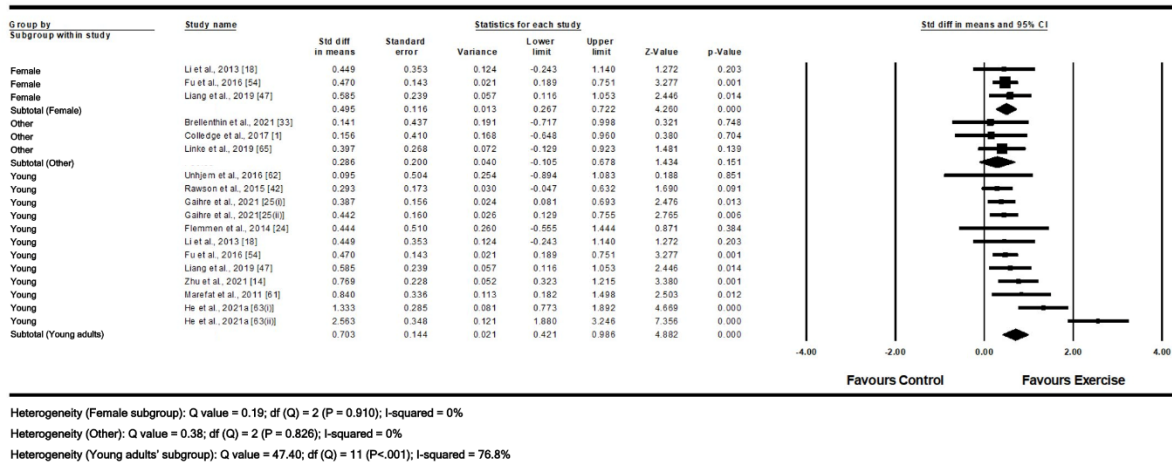 Group by Study name Statistics for each study Std diff in means and 95% CI
Subgroup within study
Std diff Standard Lower Upper
in means error Variance limit limit Z-Value p-Value
Female Li et al., 2013 [18] 0.449 0.353 0.124 -0.243 1.140 1.272 0.203
Female Fu et al., 2016 [54] 0.470 0.143 0.021 0.189 0.751 3.277 0.001
Female Liang et al., 2019 [47] 0.585 0.239 0.057 0.116 1.053 2.446 0.014
Subtotal (Female) 0.495 0.116 0.013 0.267 0.722 4.260 0.000
Other Brellenthin et al., 2021 [33] 0.141 0.437 0.191 -0.717 0.998 0.321 0.748
Other Colledge et al., 2017 [1] 0.156 0.410 0.168 -0.648 0.960 0.380 0.704
Other Linke et al., 2019 [65] 0.397 0.268 0.072 -0.129 0.923 1.481 0.139
Subtotal (Other) 0.286 0.200 0.040 -0.105 0.678 1.434 0.151
Young Unhjem et al., 2016 [62] 0.095 0.504 0.254 -0.894 1.083 0.188 0.851
Young Rawson et al., 2015 [42] 0.293 0.173 0.030 -0.047 0.632 1.690 0.091
Young Gaihre et al., 2021 [25(i)] 0.387 0.156 0.024 0.081 0.693 2.476 0.013
Young Gaihre et al., 2021[25(ii)] 0.442 0.160 0.026 0.129 0.755 2.765 0.006
Young Flemmen et al., 2014 [24] 0.444 0.510 0.260 -0.555 1.444 0.871 0.384
Young Li et al., 2013 [18] 0.449 0.353 0.124 -0.243 1.140 1.272 0.203
Young Fu et al., 2016 [54] 0.470 0.143 0.021 0.189 0.751 3.277 0.001
Young Liang et al., 2019 [47] 0.585 0.239 0.057 0.116 1.053 2.446 0.014
Young Zhu et al., 2021 [14] 0.769 0.228 0.052 0.323 1.215 3.380 0.001
Young Marefat et al., 2011 [61] 0.840 0.336 0.113 0.182 1.498 2.503 0.012
Young He et al., 2021a [63(i)] 1.333 0.285 0.081 0.773 1.892 4.669 0.000
Young He et al., 2021a [63(ii)] 2.563 0.348 0.121 1.880 3.246 7.356 0.000
Subtotal (Young adults) 0.703 0.144 0.021 0.421 0.986 4.882 0.000
-4.00 -2.00 0.00 2.00 4.00
Favours Control Favours Exercise
Heterogeneity (Female subgroup): Q value = 0.19; df (Q) = 2 (P = 0.910); I-squared = 0%
Heterogeneity (Other): Q value = 0.38; df (Q) = 2 (P = 0.826); I-squared = 0%
Heterogeneity (Young adults' subgroup): Q value = 47.40; df (Q) = 11 (P<.001); I-squared = 76.8%